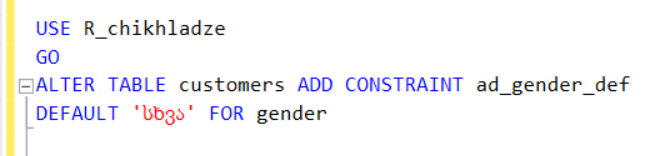 USE R_chikhladze
GO
ALTER TABLE customers ADD CONSTRAINT ad_gender_def
DEFAULT 'სხვა' FOR gender